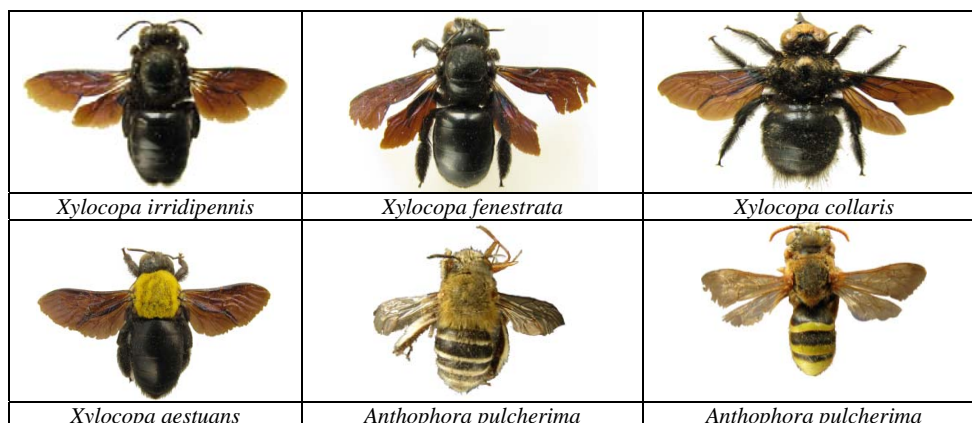 Xylocopa irridipennis
Xylocopa fenestrata
Xylocopa collaris
Xylocopa aestuans
Anthophora pulcherima
Anthophora pulcherima